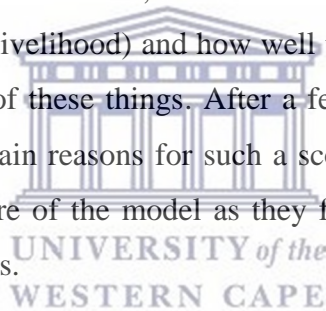 ivelihood) and how well
of these things. After a fe
ain reasons for such a sc
re of the model as they f
UNIVERSITY of the
s.
WESTERN CAPE